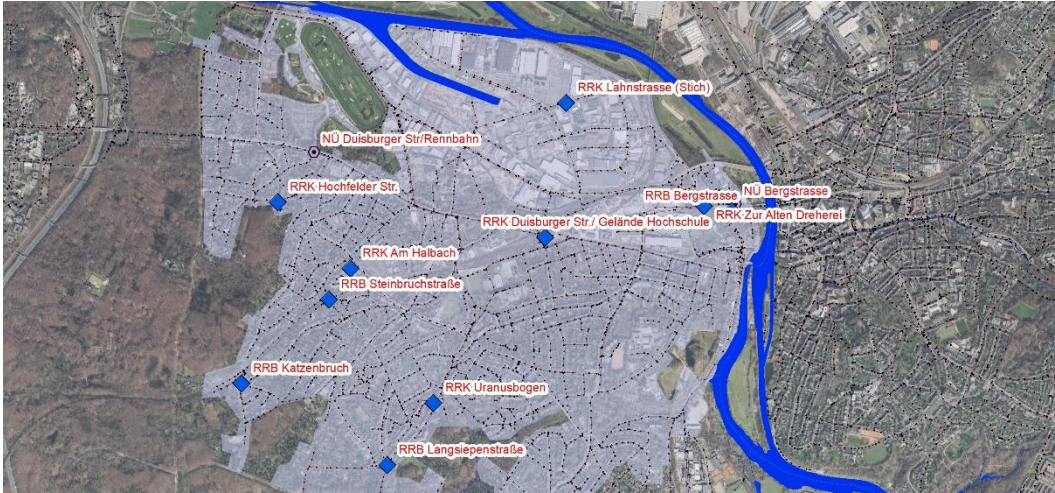 RRK Lahnstrasse (Stich)
NÜ Duisburger Str/Rennbahn
RRK Hochfelder Str.
RRB Bergstrasse
NÜ Bergstrasse
RRK Zur Alten Dreherei
RRK Duisburger Str./ Gelände Hochschule
RRK Am Halbach
RRB Steinbruchstraße
RRB Katzenbruch
RRK Uranusbogen
RRB Langsiepenstraße